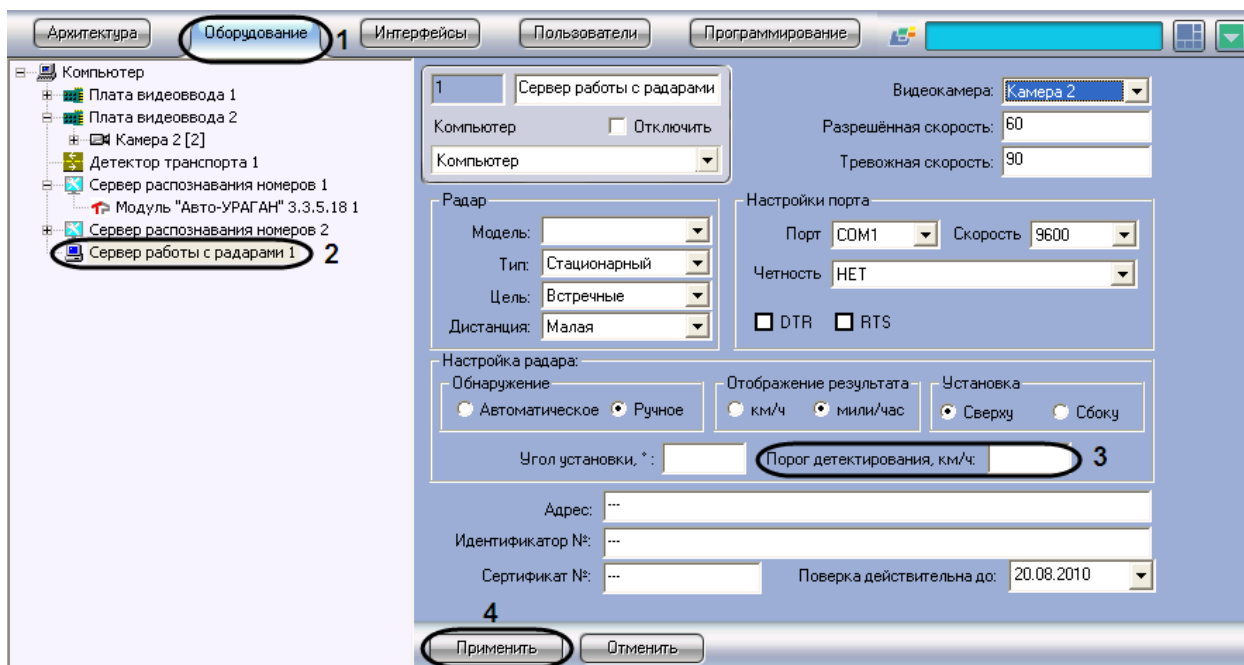 Архитектура Оборудование 1 Интерфейсы Пользователи Программирование
Компьютер
Плата видеоввода 1
Плата видеоввода 2
Камера 2 [2]
Детектор транспорта 1
Сервер распознавания номеров 1
Модуль "Авто-УРАГАН" 3.3.5.18 1
Сервер распознавания номеров 2
Сервер работы с радарами 1 2
1 Сервер работы с радарами
Компьютер Отключить
Компьютер
Видеокамера: Камера 2
Разрешённая скорость: 60
Тревожная скорость: 90
Радар
Модель:
Тип: Стационарный
Цель: Встречные
Дистанция: Малая
Настройки порта
Порт COM1 Скорость 9600
Четность НЕТ
DTR RTS
Настройка радара:
Обнаружение
Автоматическое Ручное
Отображение результата
км/ч мили/час
Установка
Сверху Сбоку
Угол установки, ° : Порог детектирования, км/ч: 3
Адрес: ---
Идентификатор №: ---
Сертификат №: --- Поверка действительна до: 20.08.2010
4
Применить Отменить